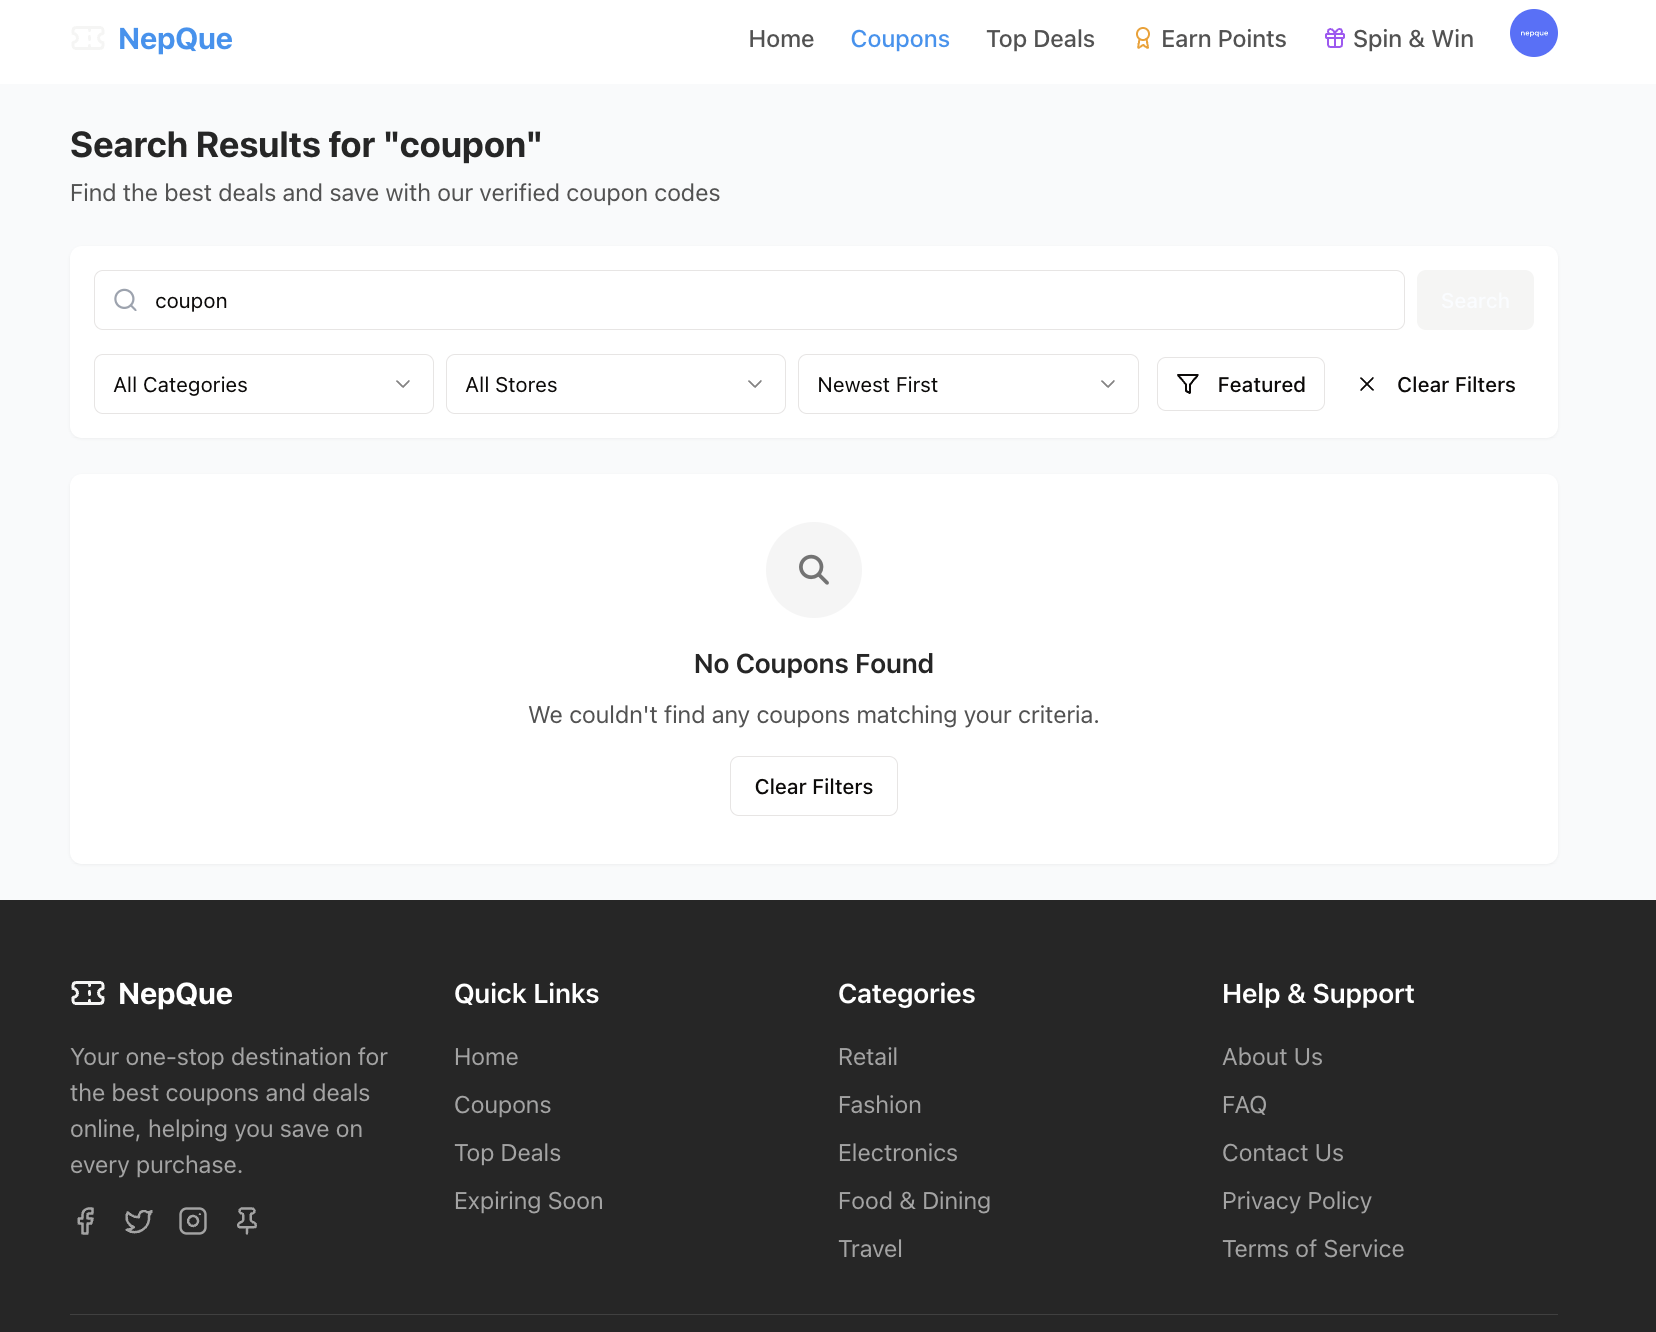 NepQue
Home
Coupons
Top Deals
Earn Points
Spin & Win
nepque
Search Results for "coupon"
Find the best deals and save with our verified coupon codes
coupon
Search
All Categories
All Stores
Newest First
Featured
Clear Filters
No Coupons Found
We couldn't find any coupons matching your criteria.
Clear Filters
NepQue
Your one-stop destination for
the best coupons and deals
online, helping you save on
every purchase.
Quick Links
Home
Coupons
Top Deals
Expiring Soon
Categories
Retail
Fashion
Electronics
Food & Dining
Travel
Help & Support
About Us
FAQ
Contact Us
Privacy Policy
Terms of Service